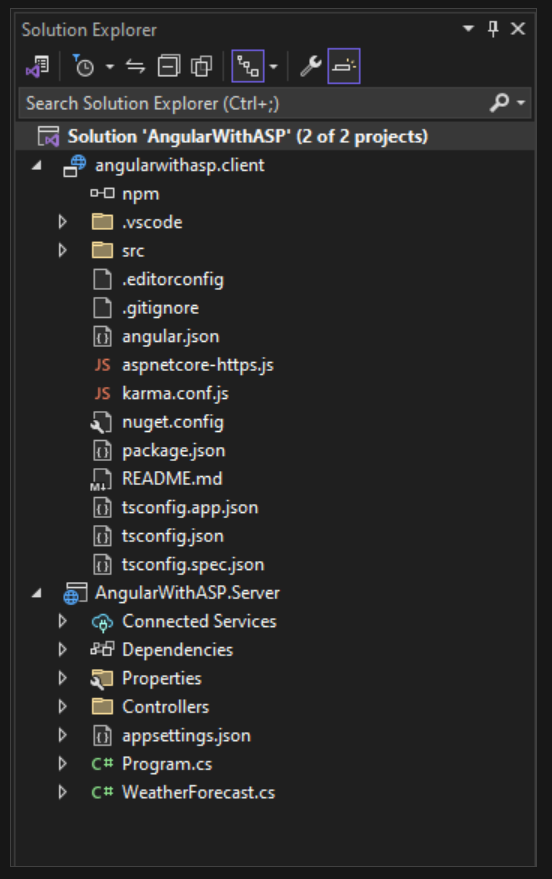 Solution Explorer
Search Solution Explorer (Ctrl+;)
Solution 'AngularWithASP' (2 of 2 projects)
angularwithasp.client
npm
.vscode
src
.editorconfig
.gitignore
{} angular.json
JS aspnetcore-https.js
JS karma.conf.js
nuget.config
{} package.json
M↓ README.md
{} tsconfig.app.json
{} tsconfig.json
{} tsconfig.spec.json
AngularWithASP.Server
Connected Services
Dependencies
Properties
Controllers
{} appsettings.json
C# Program.cs
C# WeatherForecast.cs